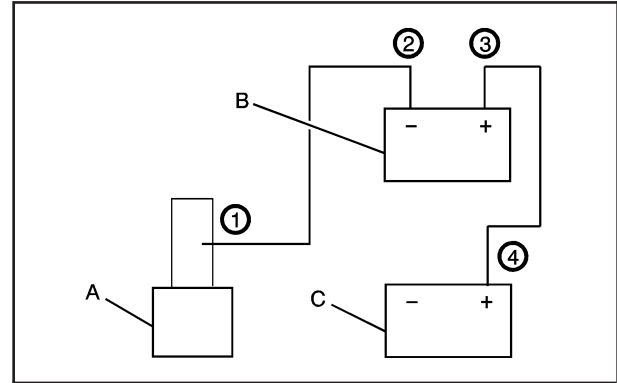 ② ③
B
− +
①
④
A
C
− +